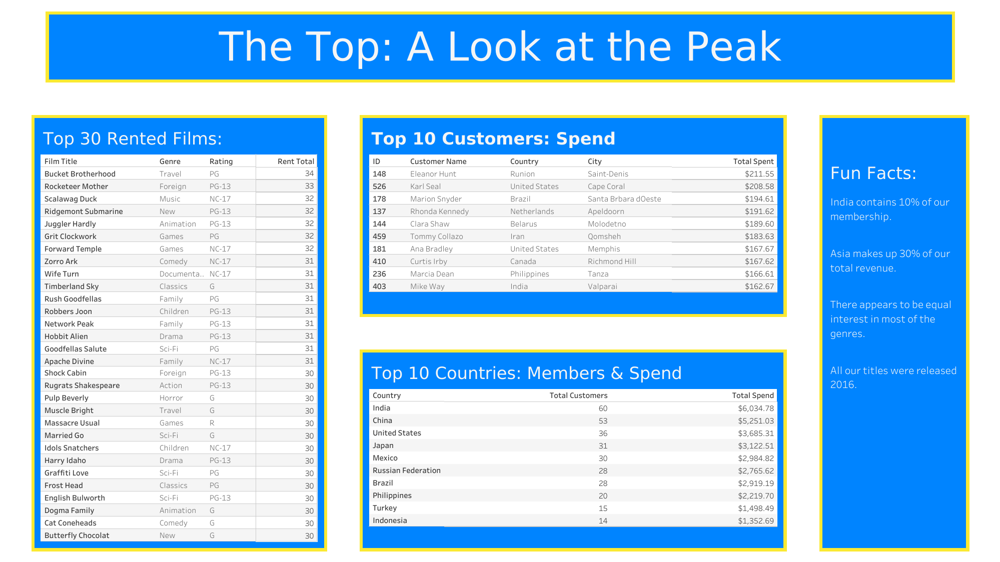 The Top: A Look at the Peak
Top 30 Rented Films:
Film Title Genre Rating Rent Total
Bucket Brotherhood Travel PG 34
Rocketeer Mother Foreign PG-13 33
Scalawag Duck Music NC-17 32
Ridgemont Submarine New PG-13 32
Juggler Hardly Animation PG-13 32
Grit Clockwork Games PG 32
Forward Temple Games NC-17 32
Zorro Ark Comedy NC-17 31
Wife Turn Documenta.. NC-17 31
Timberland Sky Classics G 31
Rush Goodfellas Family PG 31
Robbers Joon Children PG-13 31
Network Peak Family PG-13 31
Hobbit Alien Drama PG-13 31
Goodfellas Salute Sci-Fi PG 31
Apache Divine Family NC-17 31
Shock Cabin Foreign PG-13 30
Rugrats Shakespeare Action PG-13 30
Pulp Beverly Horror G 30
Muscle Bright Travel G 30
Massacre Usual Games R 30
Married Go Sci-Fi G 30
Idols Snatchers Children NC-17 30
Harry Idaho Drama PG-13 30
Graffiti Love Sci-Fi PG 30
Frost Head Classics PG 30
English Bulworth Sci-Fi PG-13 30
Dogma Family Animation G 30
Cat Coneheads Comedy G 30
Butterfly Chocolat New G 30
Top 10 Customers: Spend
ID Customer Name Country City Total Spent
148 Eleanor Hunt Runion Saint-Denis $211.55
526 Karl Seal United States Cape Coral $208.58
178 Marion Snyder Brazil Santa Brbara dOeste $194.61
137 Rhonda Kennedy Netherlands Apeldoorn $191.62
144 Clara Shaw Belarus Molodetno $189.60
459 Tommy Collazo Iran Qomsheh $183.63
181 Ana Bradley United States Memphis $167.67
410 Curtis Irby Canada Richmond Hill $167.62
236 Marcia Dean Philippines Tanza $166.61
403 Mike Way India Valparai $162.67
Top 10 Countries: Members & Spend
Country Total Customers Total Spend
India 60 $6,034.78
China 53 $5,251.03
United States 36 $3,685.31
Japan 31 $3,122.51
Mexico 30 $2,984.82
Russian Federation 28 $2,765.62
Brazil 28 $2,919.19
Philippines 20 $2,219.70
Turkey 15 $1,498.49
Indonesia 14 $1,352.69
Fun Facts:
India contains 10% of our
membership.
Asia makes up 30% of our
total revenue.
There appears to be equal
interest in most of the
genres.
All our titles were released
2016.